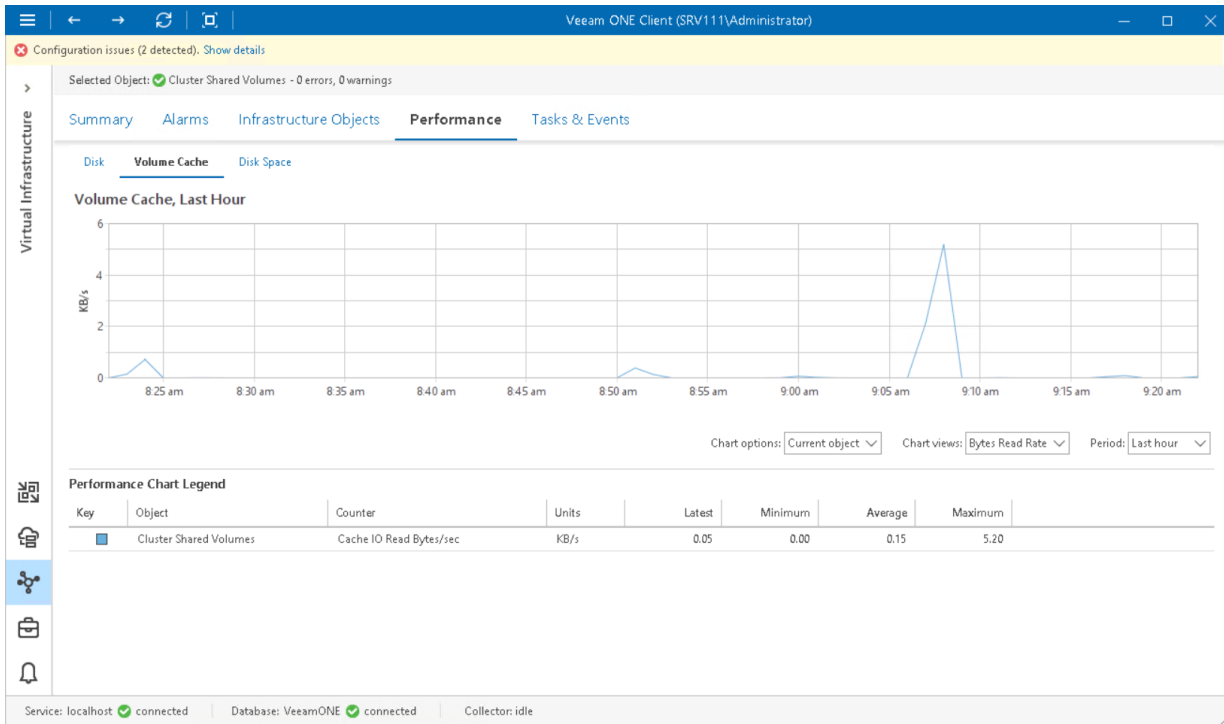 Veeam ONE Client (SRV111\Administrator)
Configuration issues (2 detected). Show details
Selected Object: Cluster Shared Volumes - 0 errors, 0 warnings
Virtual Infrastructure
Summary Alarms Infrastructure Objects Performance Tasks & Events
Disk Volume Cache Disk Space
Volume Cache, Last Hour
KB/s
6
4
2
0
8:25 am 8:30 am 8:35 am 8:40 am 8:45 am 8:50 am 8:55 am 9:00 am 9:05 am 9:10 am 9:15 am 9:20 am
Chart options: Current object Chart views: Bytes Read Rate Period: Last hour
Performance Chart Legend
Key Object Counter Units Latest Minimum Average Maximum
Cluster Shared Volumes Cache IO Read Bytes/sec KB/s 0.05 0.00 0.15 5.20
Service: localhost connected Database: VeeamONE connected Collector: idle